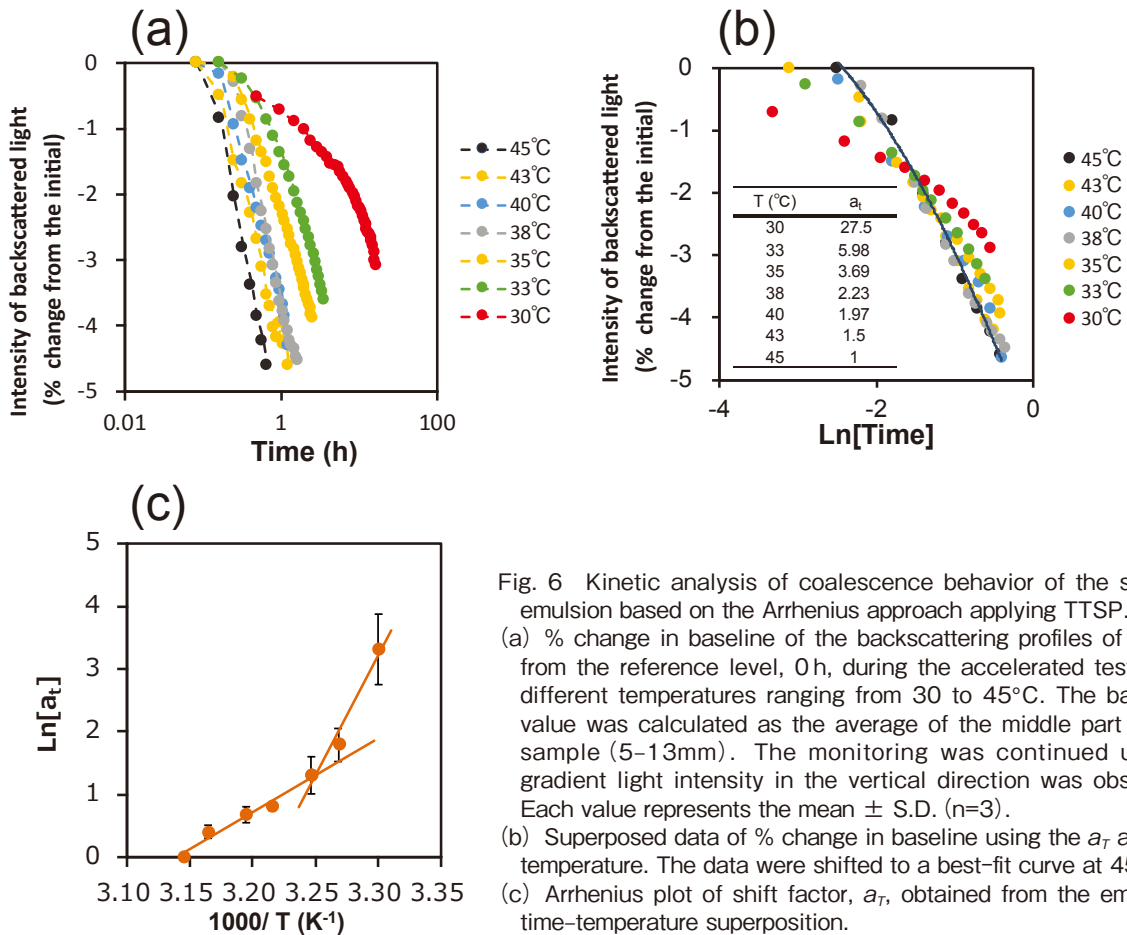 (a)
Intensity of backscattered light
(% change from the initial)
0
-1
-2
-3
-4
-5
0.01
1
100
Time (h)
45℃
43℃
40℃
38℃
35℃
33℃
30℃
(b)
Intensity of backscattered light
(% change from the initial)
0
-1
-2
-3
-4
-5
-4
-2
0
Ln[Time]
T (℃) aₜ
30 27.5
33 5.98
35 3.69
38 2.23
40 1.97
43 1.5
45 1
45℃
43℃
40℃
38℃
35℃
33℃
30℃
(c)
Ln[aₜ]
5
4
3
2
1
0
3.10 3.15 3.20 3.25 3.30 3.35
1000/ T (K⁻¹)
Fig. 6 Kinetic analysis of coalescence behavior of the s
emulsion based on the Arrhenius approach applying TTSP.
(a) % change in baseline of the backscattering profiles of
from the reference level, 0 h, during the accelerated test
different temperatures ranging from 30 to 45°C. The ba
value was calculated as the average of the middle part
sample (5–13mm). The monitoring was continued u
gradient light intensity in the vertical direction was obs
Each value represents the mean ± S.D. (n=3).
(b) Superposed data of % change in baseline using the a_T a
temperature. The data were shifted to a best-fit curve at 45
(c) Arrhenius plot of shift factor, a_T, obtained from the em
time-temperature superposition.